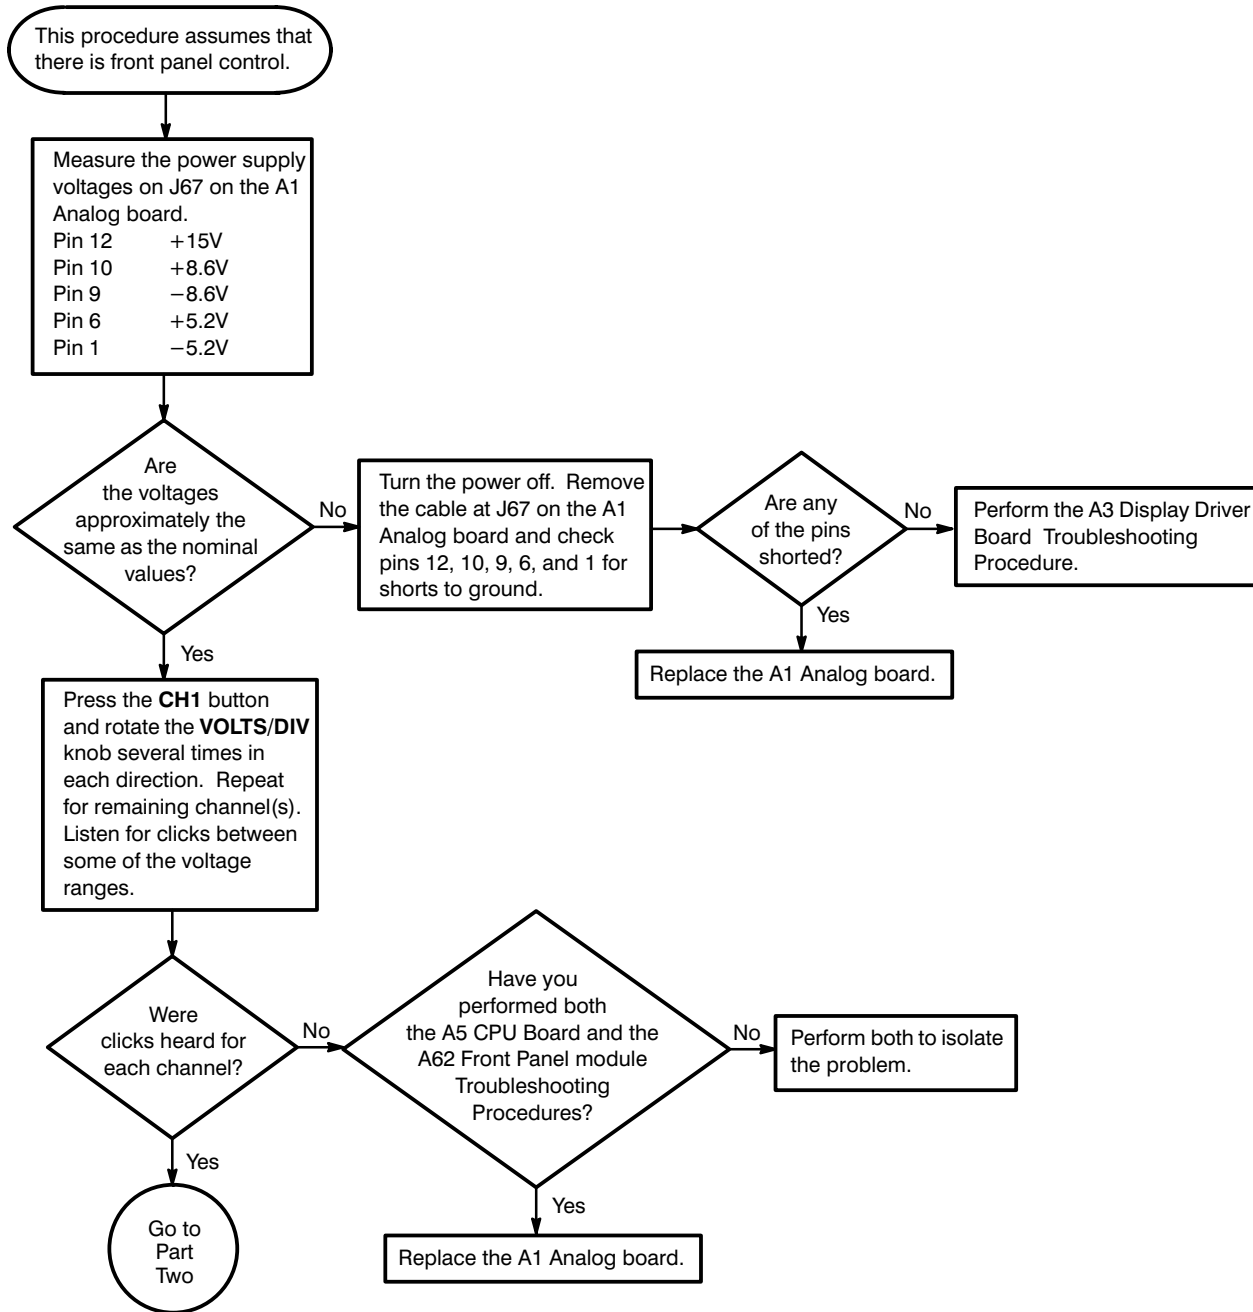 This procedure assumes that
there is front panel control.
Measure the power supply
voltages on J67 on the A1
Analog board.
Pin 12 +15V
Pin 10 +8.6V
Pin 9 −8.6V
Pin 6 +5.2V
Pin 1 −5.2V
Are
the voltages
approximately the
same as the nominal
values?
No
Turn the power off. Remove
the cable at J67 on the A1
Analog board and check
pins 12, 10, 9, 6, and 1 for
shorts to ground.
Are any
of the pins
shorted?
No
Perform the A3 Display Driver
Board Troubleshooting
Procedure.
Yes
Replace the A1 Analog board.
Yes
Press the CH1 button
and rotate the VOLTS/DIV
knob several times in
each direction. Repeat
for remaining channel(s).
Listen for clicks between
some of the voltage
ranges.
Were
clicks heard for
each channel?
No
Have you
performed both
the A5 CPU Board and the
A62 Front Panel module
Troubleshooting
Procedures?
No
Perform both to isolate
the problem.
Yes
Replace the A1 Analog board.
Yes
Go to
Part
Two